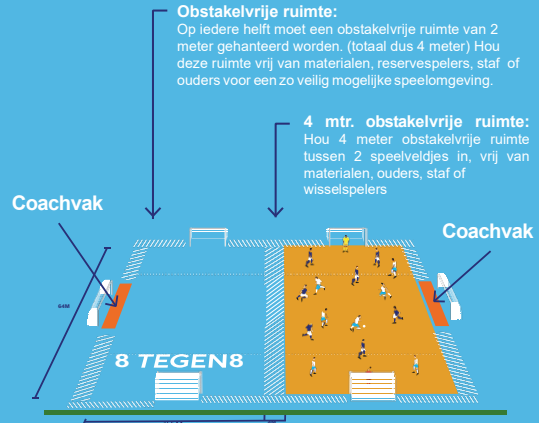 Obstakelvrije ruimte:
Op iedere helft moet een obstakelvrije ruimte van 2
meter gehanteerd worden. (totaal dus 4 meter) Hou
deze ruimte vrij van materialen, reservespelers, staf of
ouders voor een zo veilig mogelijke speelomgeving.
4 mtr. obstakelvrije ruimte:
Hou 4 meter obstakelvrije ruimte
tussen 2 speelveldjes in, vrij van
materialen, ouders, staf of
wisselspelers
Coachvak
Coachvak
64M
8 TEGEN8